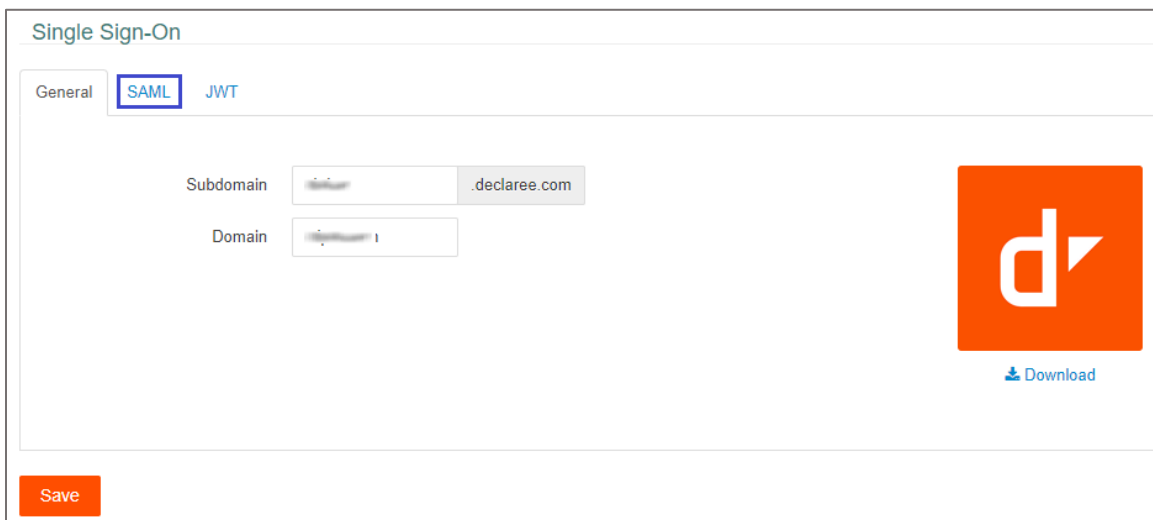 Single Sign-On
General SAML JWT
Subdomain .declaree.com
Domain
Download
Save